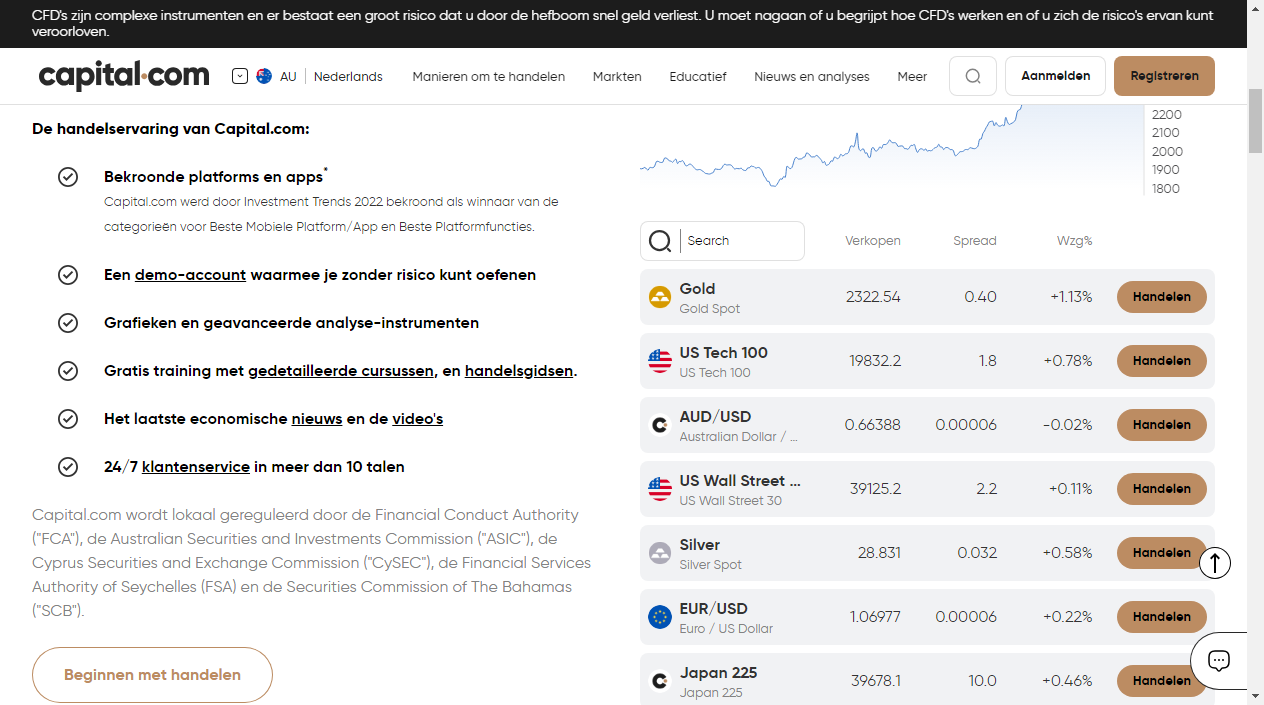 CFD's zijn complexe instrumenten en er bestaat een groot risico dat u door de hefboom snel geld verliest. U moet nagaan of u begrijpt hoe CFD's werken en of u zich de risico's ervan kunt
veroorloven.
capital.com
AU
Nederlands
Manieren om te handelen
Markten
Educatief
Nieuws en analyses
Meer
Aanmelden
Registreren
De handelservaring van Capital.com:
Bekroonde platforms en apps*
Capital.com werd door Investment Trends 2022 bekroond als winnaar van de
categorieën voor Beste Mobiele Platform/App en Beste Platformfuncties.
Een demo-account waarmee je zonder risico kunt oefenen
Grafieken en geavanceerde analyse-instrumenten
Gratis training met gedetailleerde cursussen, en handelsgidsen.
Het laatste economische nieuws en de video's
24/7 klantenservice in meer dan 10 talen
Capital.com wordt lokaal gereguleerd door de Financial Conduct Authority
("FCA"), de Australian Securities and Investments Commission ("ASIC"), de
Cyprus Securities and Exchange Commission ("CySEC"), de Financial Services
Authority of Seychelles (FSA) en de Securities Commission of The Bahamas
("SCB").
Beginnen met handelen
2200
2100
2000
1900
1800
Search
Verkopen
Spread
Wzg%
Gold
Gold Spot
2322.54
0.40
+1.13%
Handelen
US Tech 100
US Tech 100
19832.2
1.8
+0.78%
Handelen
AUD/USD
Australian Dollar / ...
0.66388
0.00006
-0.02%
Handelen
US Wall Street ...
US Wall Street 30
39125.2
2.2
+0.11%
Handelen
Silver
Silver Spot
28.831
0.032
+0.58%
Handelen
EUR/USD
Euro / US Dollar
1.06977
0.00006
+0.22%
Handelen
Japan 225
Japan 225
39678.1
10.0
+0.46%
Handelen